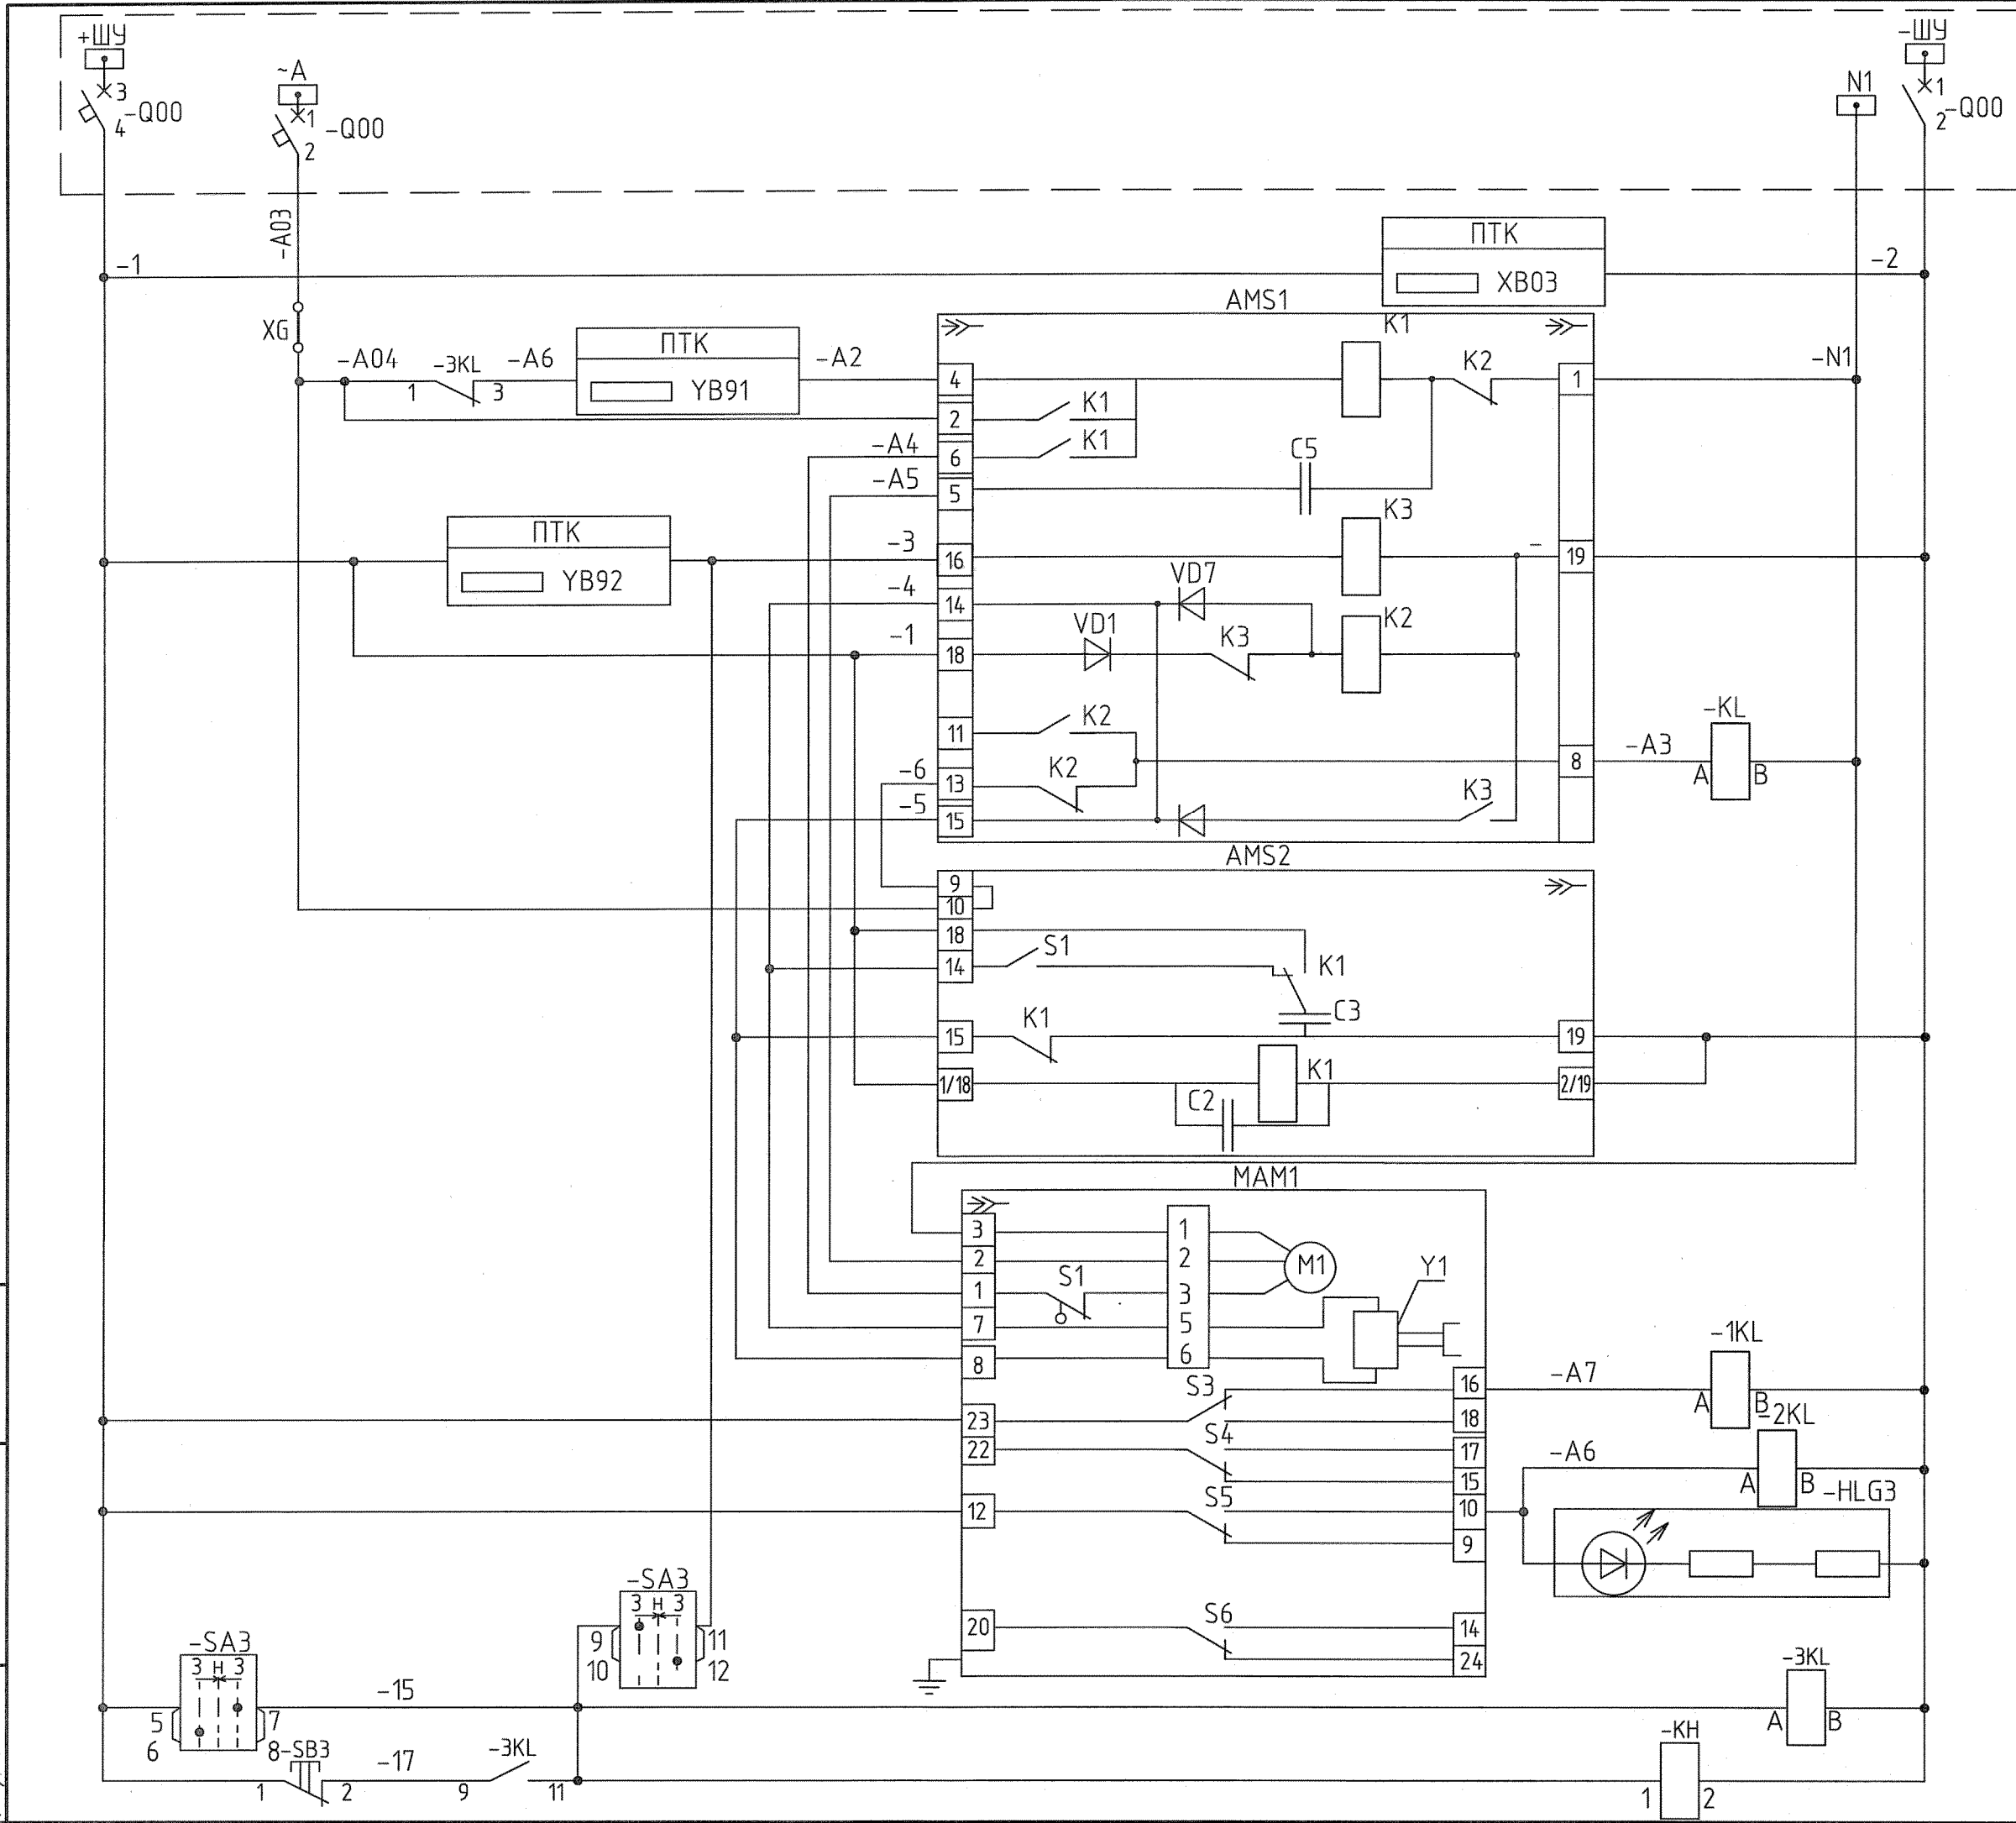 +ШУ
-ШУ
~А
N1
3
-Q00
4
1
-Q00
2
1
-Q00
2
-A03
ПТК
XB03
-1
-2
XG
-A04
1
-3KL
3
-A6
ПТК
YB91
-A2
AMS1
K1
K2
-N1
4
1
2
K1
-A4
6
K1
-A5
5
C5
K3
ПТК
YB92
-3
16
-
19
-4
14
VD7
-1
18
VD1
K3
K2
11
K2
-KL
-A3
8
A
B
-6
13
K2
-5
15
K3
AMS2
9
10
18
14
S1
K1
C3
15
K1
19
1/18
K1
2/19
C2
MAM1
3
1
2
2
M1
1
S1
3
Y1
7
5
8
6
-1KL
S3
16
-A7
A
B
23
18
-2KL
22
S4
17
-A6
15
A
B
-HLG3
12
S5
10
9
-SA3
З Н З
9
11
10
12
20
S6
14
24
-SA3
З Н З
-15
-3KL
5
7
6
8
A
B
-SB3
-17
-3KL
-KH
1
2
9
11
1
2